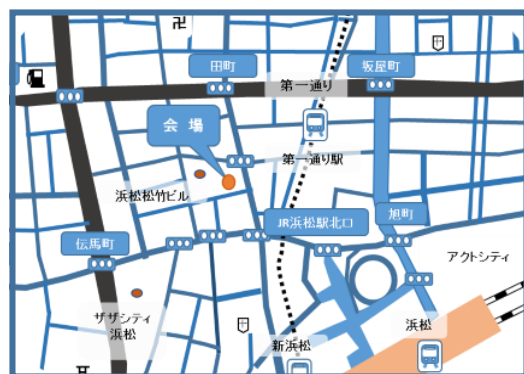 田町
坂屋町
第一通り
会 場
第一通り駅
浜松松竹ビル
JR浜松駅北口
旭町
伝馬町
アクトシティ
ザザシティ
浜松
新浜松
浜松